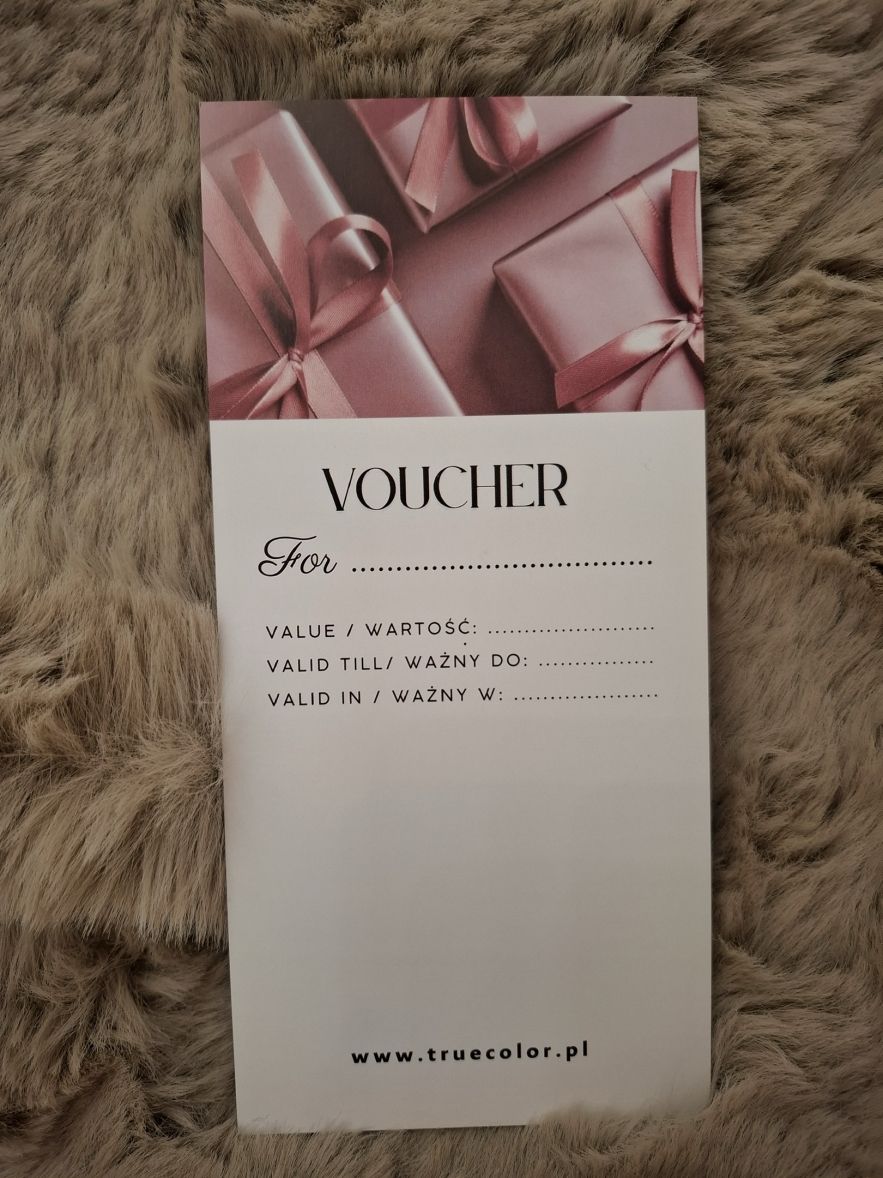 VOUCHER
For ..................................
VALUE / WARTOŚĆ: .......................
VALID TILL/ WAŻNY DO: ................
VALID IN / WAŻNY W: ....................
www.truecolor.pl